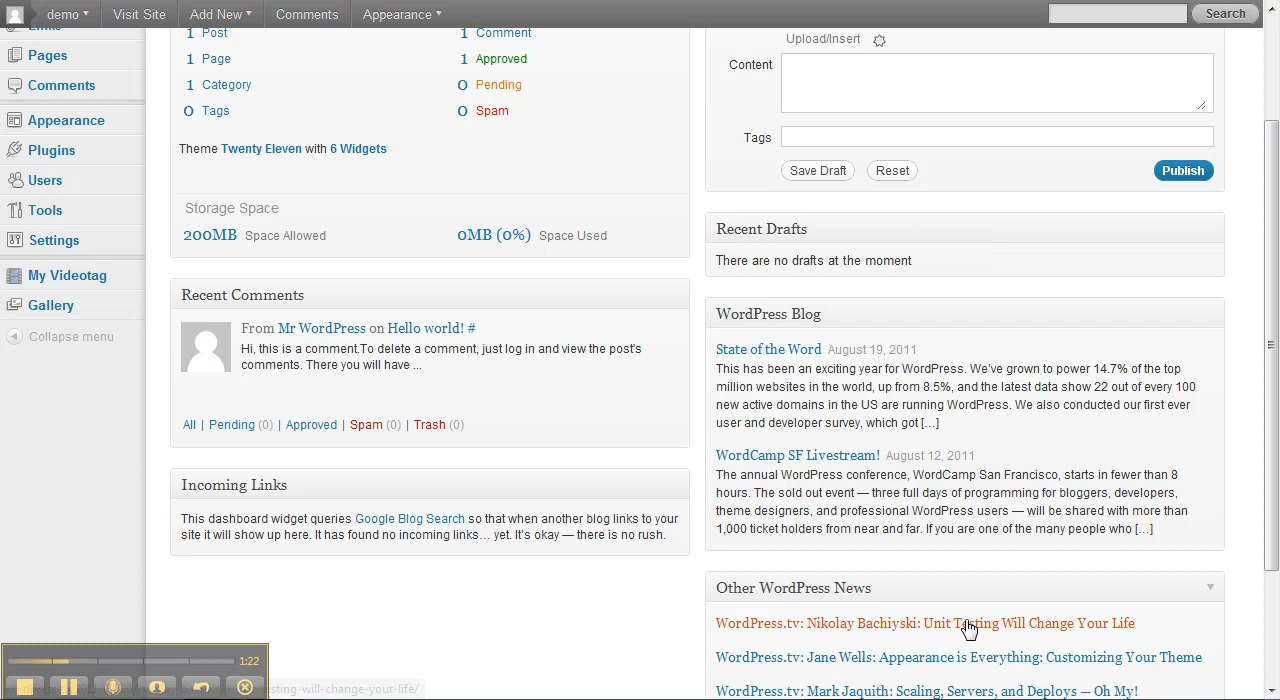 demo Visit Site Add New Comments Appearance Search
Links
Pages
Comments
Appearance
Plugins
Users
Tools
Settings
My Videotag
Gallery
Collapse menu
1 Post 1 Comment
1 Page 1 Approved
1 Category 0 Pending
0 Tags 0 Spam
Theme Twenty Eleven with 6 Widgets
Storage Space
200MB Space Allowed 0MB (0%) Space Used
Recent Comments
From Mr WordPress on Hello world! #
Hi, this is a comment.To delete a comment, just log in and view the post's
comments. There you will have ...
All | Pending (0) | Approved | Spam (0) | Trash (0)
Incoming Links
This dashboard widget queries Google Blog Search so that when another blog links to your
site it will show up here. It has found no incoming links… yet. It's okay — there is no rush.
Upload/Insert
Content
Tags
Save Draft Reset Publish
Recent Drafts
There are no drafts at the moment
WordPress Blog
State of the Word August 19, 2011
This has been an exciting year for WordPress. We've grown to power 14.7% of the top
million websites in the world, up from 8.5%, and the latest data show 22 out of every 100
new active domains in the US are running WordPress. We also conducted our first ever
user and developer survey, which got [...]
WordCamp SF Livestream! August 12, 2011
The annual WordPress conference, WordCamp San Francisco, starts in fewer than 8
hours. The sold out event — three full days of programming for bloggers, developers,
theme designers, and professional WordPress users — will be shared with more than
1,000 ticket holders from near and far. If you are one of the many people who [...]
Other WordPress News
WordPress.tv: Nikolay Bachiyski: Unit Testing Will Change Your Life
WordPress.tv: Jane Wells: Appearance is Everything: Customizing Your Theme
WordPress.tv: Mark Jaquith: Scaling, Servers, and Deploys — Oh My!
1:22
esting-will-change-your-life/